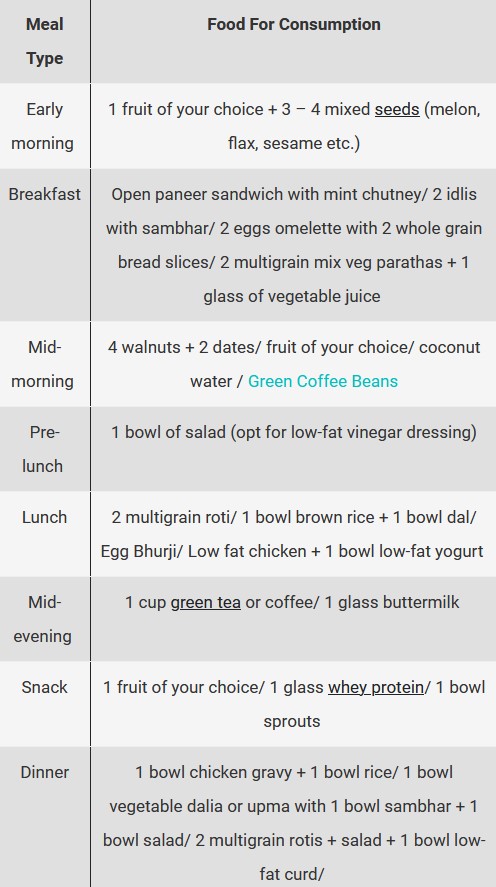 Meal Type
Food For Consumption
Early morning
1 fruit of your choice + 3 – 4 mixed seeds (melon,
flax, sesame etc.)
Breakfast
Open paneer sandwich with mint chutney/ 2 idlis
with sambhar/ 2 eggs omelette with 2 whole grain
bread slices/ 2 multigrain mix veg parathas + 1
glass of vegetable juice
Mid-
morning
4 walnuts + 2 dates/ fruit of your choice/ coconut
water / Green Coffee Beans
Pre-
lunch
1 bowl of salad (opt for low-fat vinegar dressing)
Lunch
2 multigrain roti/ 1 bowl brown rice + 1 bowl dal/
Egg Bhurji/ Low fat chicken + 1 bowl low-fat yogurt
Mid-
evening
1 cup green tea or coffee/ 1 glass buttermilk
Snack
1 fruit of your choice/ 1 glass whey protein/ 1 bowl
sprouts
Dinner
1 bowl chicken gravy + 1 bowl rice/ 1 bowl
vegetable dalia or upma with 1 bowl sambhar + 1
bowl salad/ 2 multigrain rotis + salad + 1 bowl low-
fat curd/